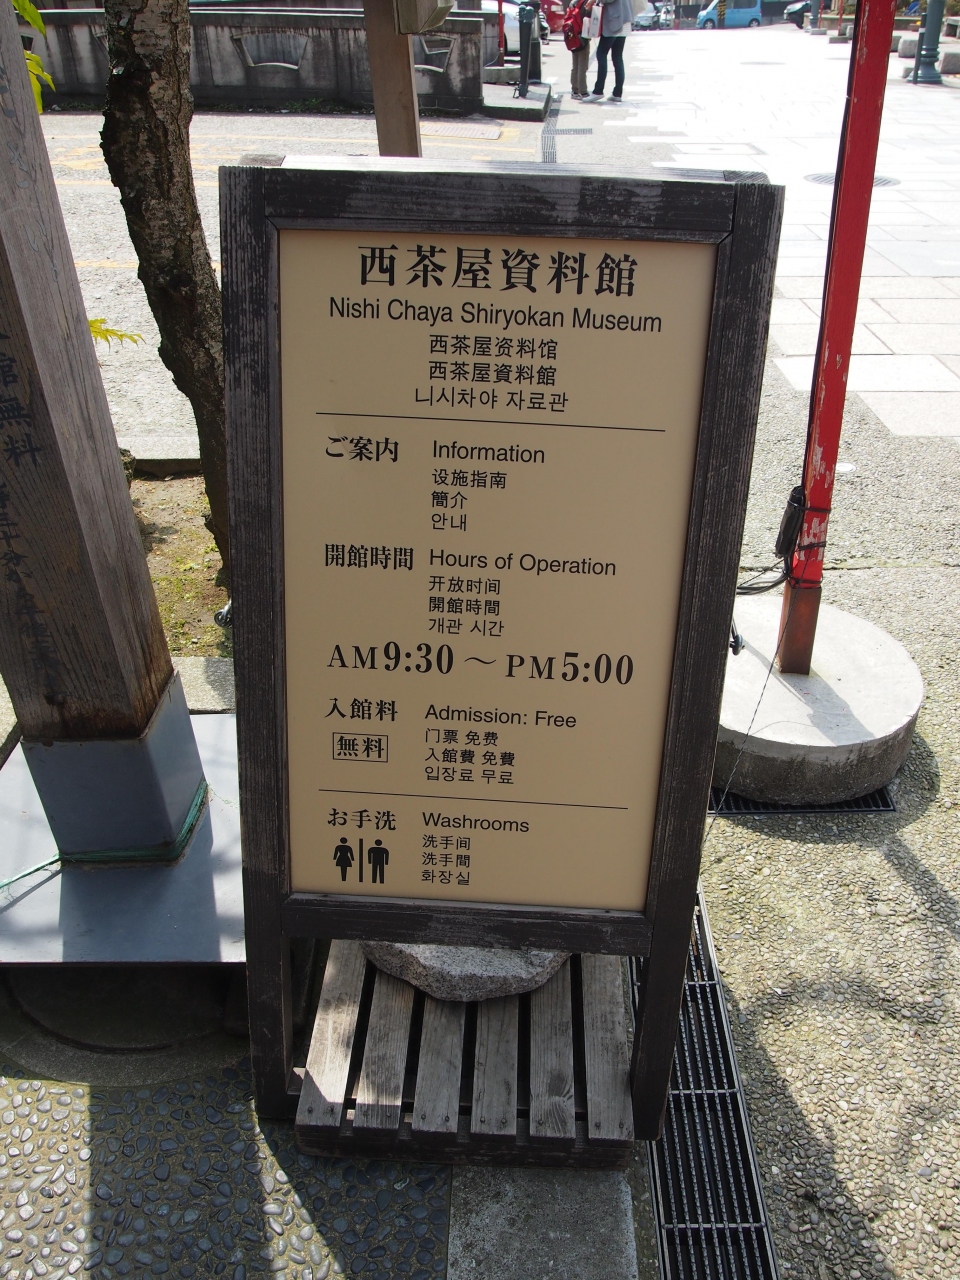 西茶屋資料館
Nishi Chaya Shiryokan Museum
西茶屋资料馆
西茶屋資料館
니시차야 자료관
ご案内 Information
设施指南
簡介
안내
開館時間 Hours of Operation
开放时间
開館時間
개관 시간
AM9:30～PM5:00
入館料 Admission: Free
無料 门票 免费
入館費 免費
입장료 무료
お手洗 Washrooms
洗手间
洗手間
화장실
館無料